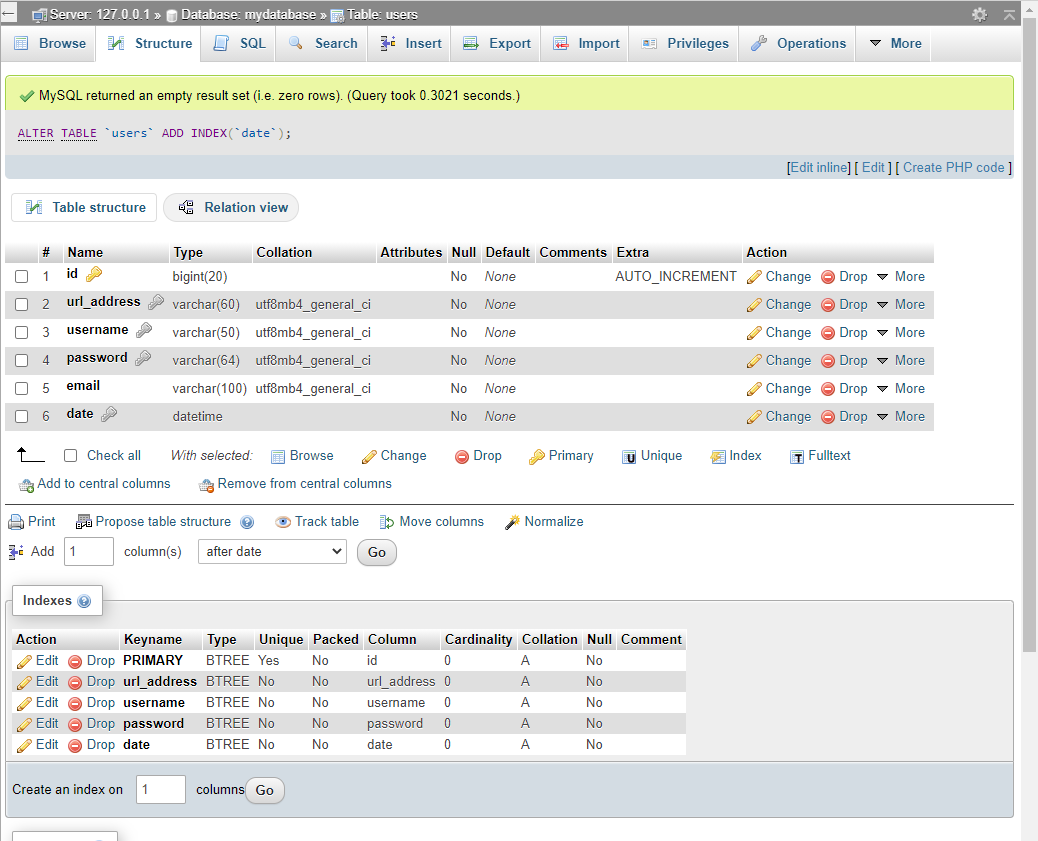 Server: 127.0.0.1 » Database: mydatabase » Table: users
Browse Structure SQL Search Insert Export Import Privileges Operations More
MySQL returned an empty result set (i.e. zero rows). (Query took 0.3021 seconds.)
ALTER TABLE `users` ADD INDEX(`date`);
[Edit inline] [ Edit ] [ Create PHP code ]
Table structure Relation view
# Name Type Collation Attributes Null Default Comments Extra Action
1 id bigint(20) No None AUTO_INCREMENT Change Drop More
2 url_address varchar(60) utf8mb4_general_ci No None Change Drop More
3 username varchar(50) utf8mb4_general_ci No None Change Drop More
4 password varchar(64) utf8mb4_general_ci No None Change Drop More
5 email varchar(100) utf8mb4_general_ci No None Change Drop More
6 date datetime No None Change Drop More
Check all With selected: Browse Change Drop Primary Unique Index Fulltext
Add to central columns Remove from central columns
Print Propose table structure Track table Move columns Normalize
Add 1 column(s) after date Go
Indexes
Action Keyname Type Unique Packed Column Cardinality Collation Null Comment
Edit Drop PRIMARY BTREE Yes No id 0 A No
Edit Drop url_address BTREE No No url_address 0 A No
Edit Drop username BTREE No No username 0 A No
Edit Drop password BTREE No No password 0 A No
Edit Drop date BTREE No No date 0 A No
Create an index on 1 columns Go